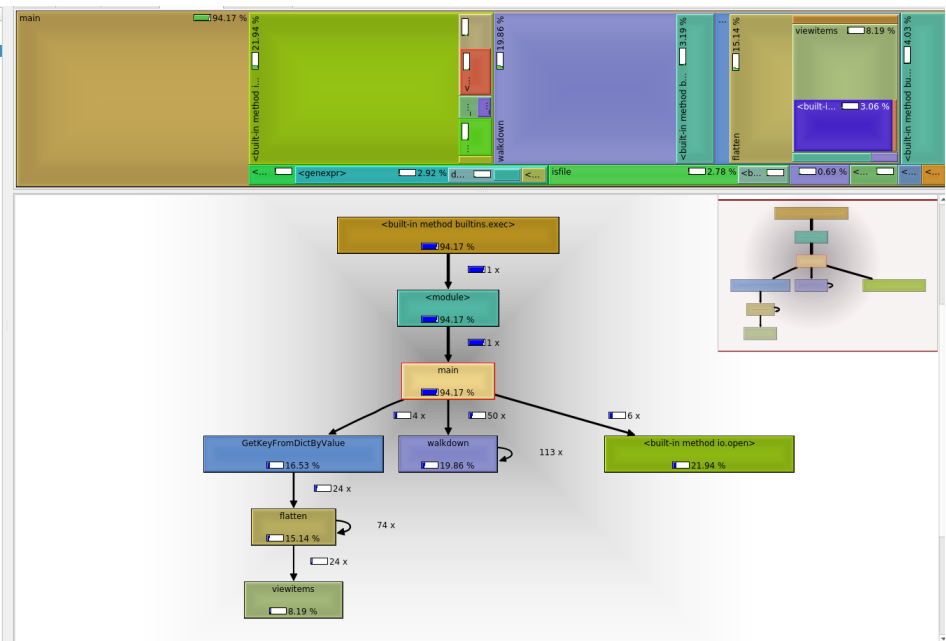 main
94.17 %
<built-in method i...
21.94 %
...
v
...
...
...
walkdown
19.86 %
<built-in method b...
3.19 %
...
flatten
15.14 %
viewitems
8.19 %
<built-i...
3.06 %
<built-in method bu...
4.03 %
<...
<genexpr>
2.92 %
d...
<...
isfile
2.78 %
<b...
0.69 %
<...
<...
<...
<built-in method builtins.exec>
94.17 %
1 x
<module>
94.17 %
1 x
main
94.17 %
4 x
50 x
6 x
GetKeyFromDictByValue
16.53 %
walkdown
19.86 %
113 x
<built-in method io.open>
21.94 %
24 x
flatten
15.14 %
74 x
24 x
viewitems
8.19 %